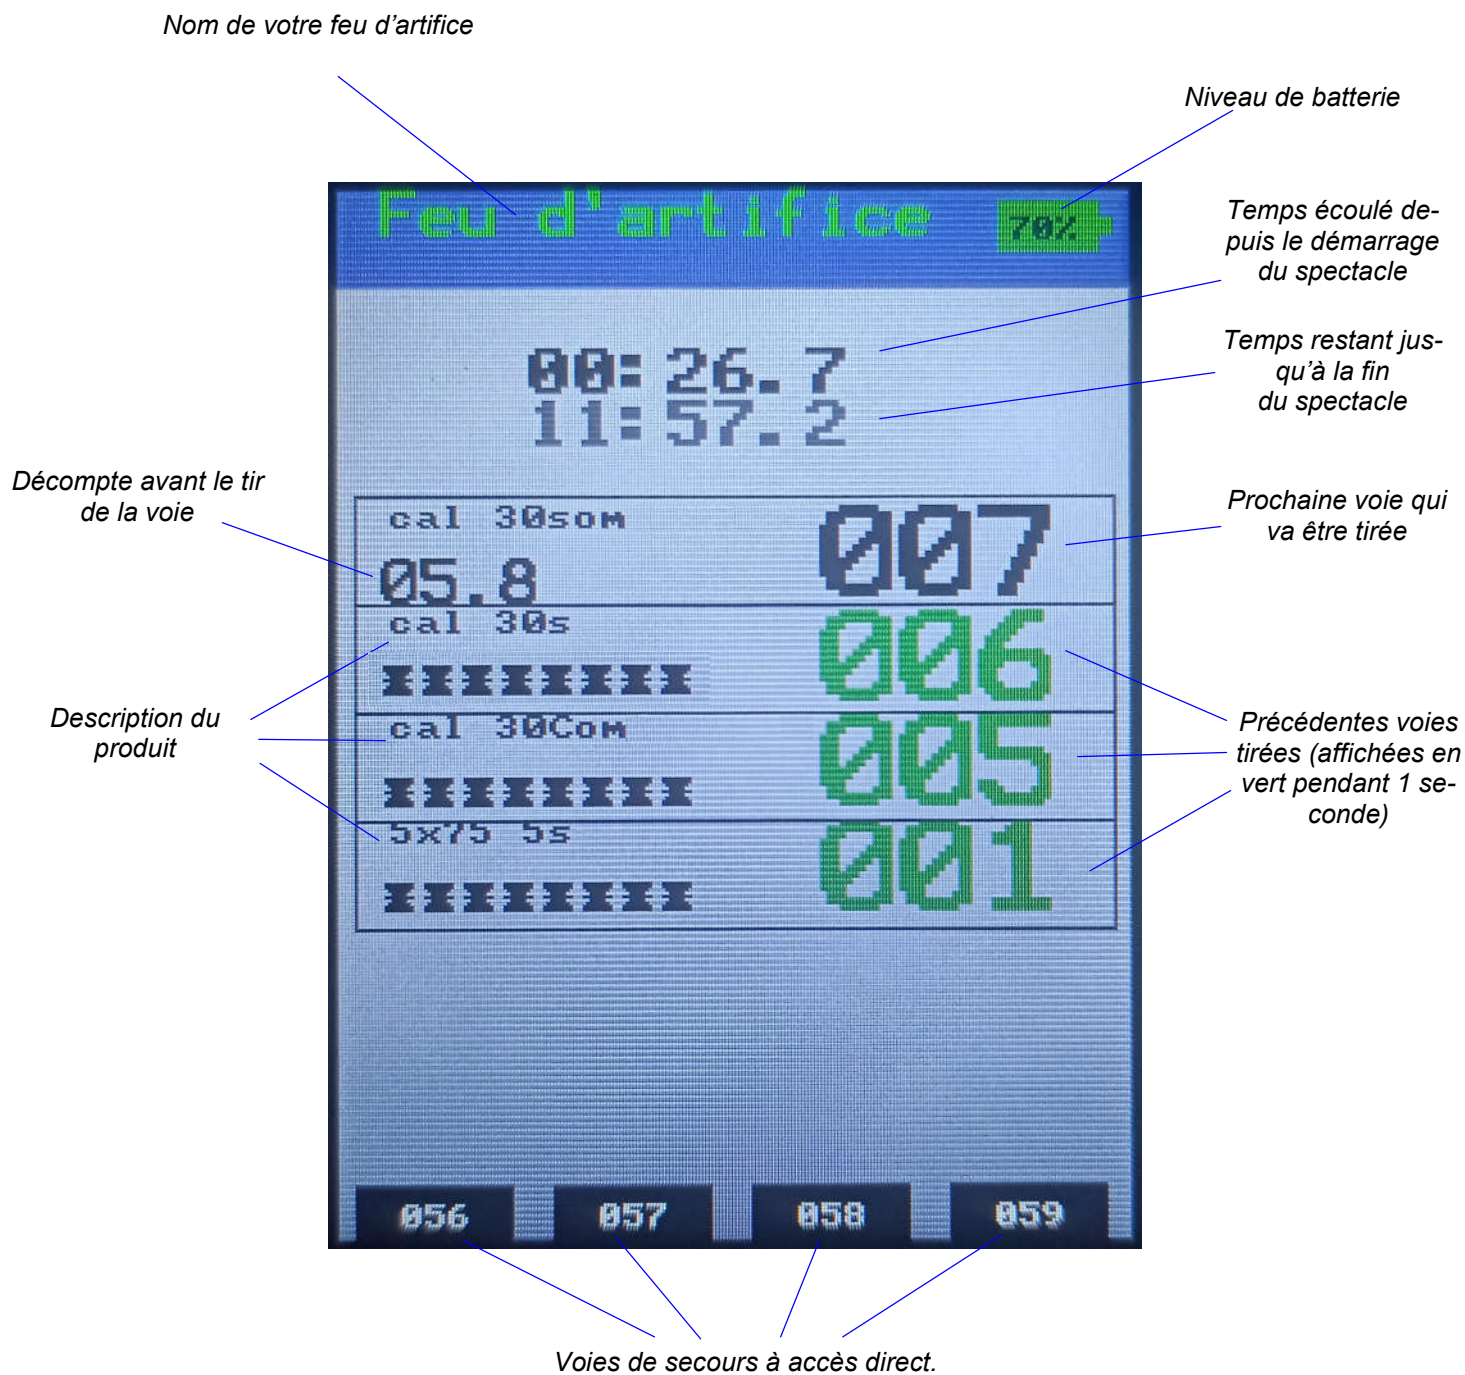 Nom de votre feu d'artifice
Niveau de batterie
Feu d'artifice
70%
Temps écoulé de-
puis le démarrage
du spectacle
00:26.7
11:57.2
Temps restant jus-
qu'à la fin
du spectacle
Décompte avant le tir
de la voie
cal 30som
05.8
007
Prochaine voie qui
va être tirée
cal 30s
006
Description du
produit
cal 30Com
005
Précédentes voies
tirées (affichées en
vert pendant 1 se-
conde)
5x75 5s
001
056 057 058 059
Voies de secours à accès direct.